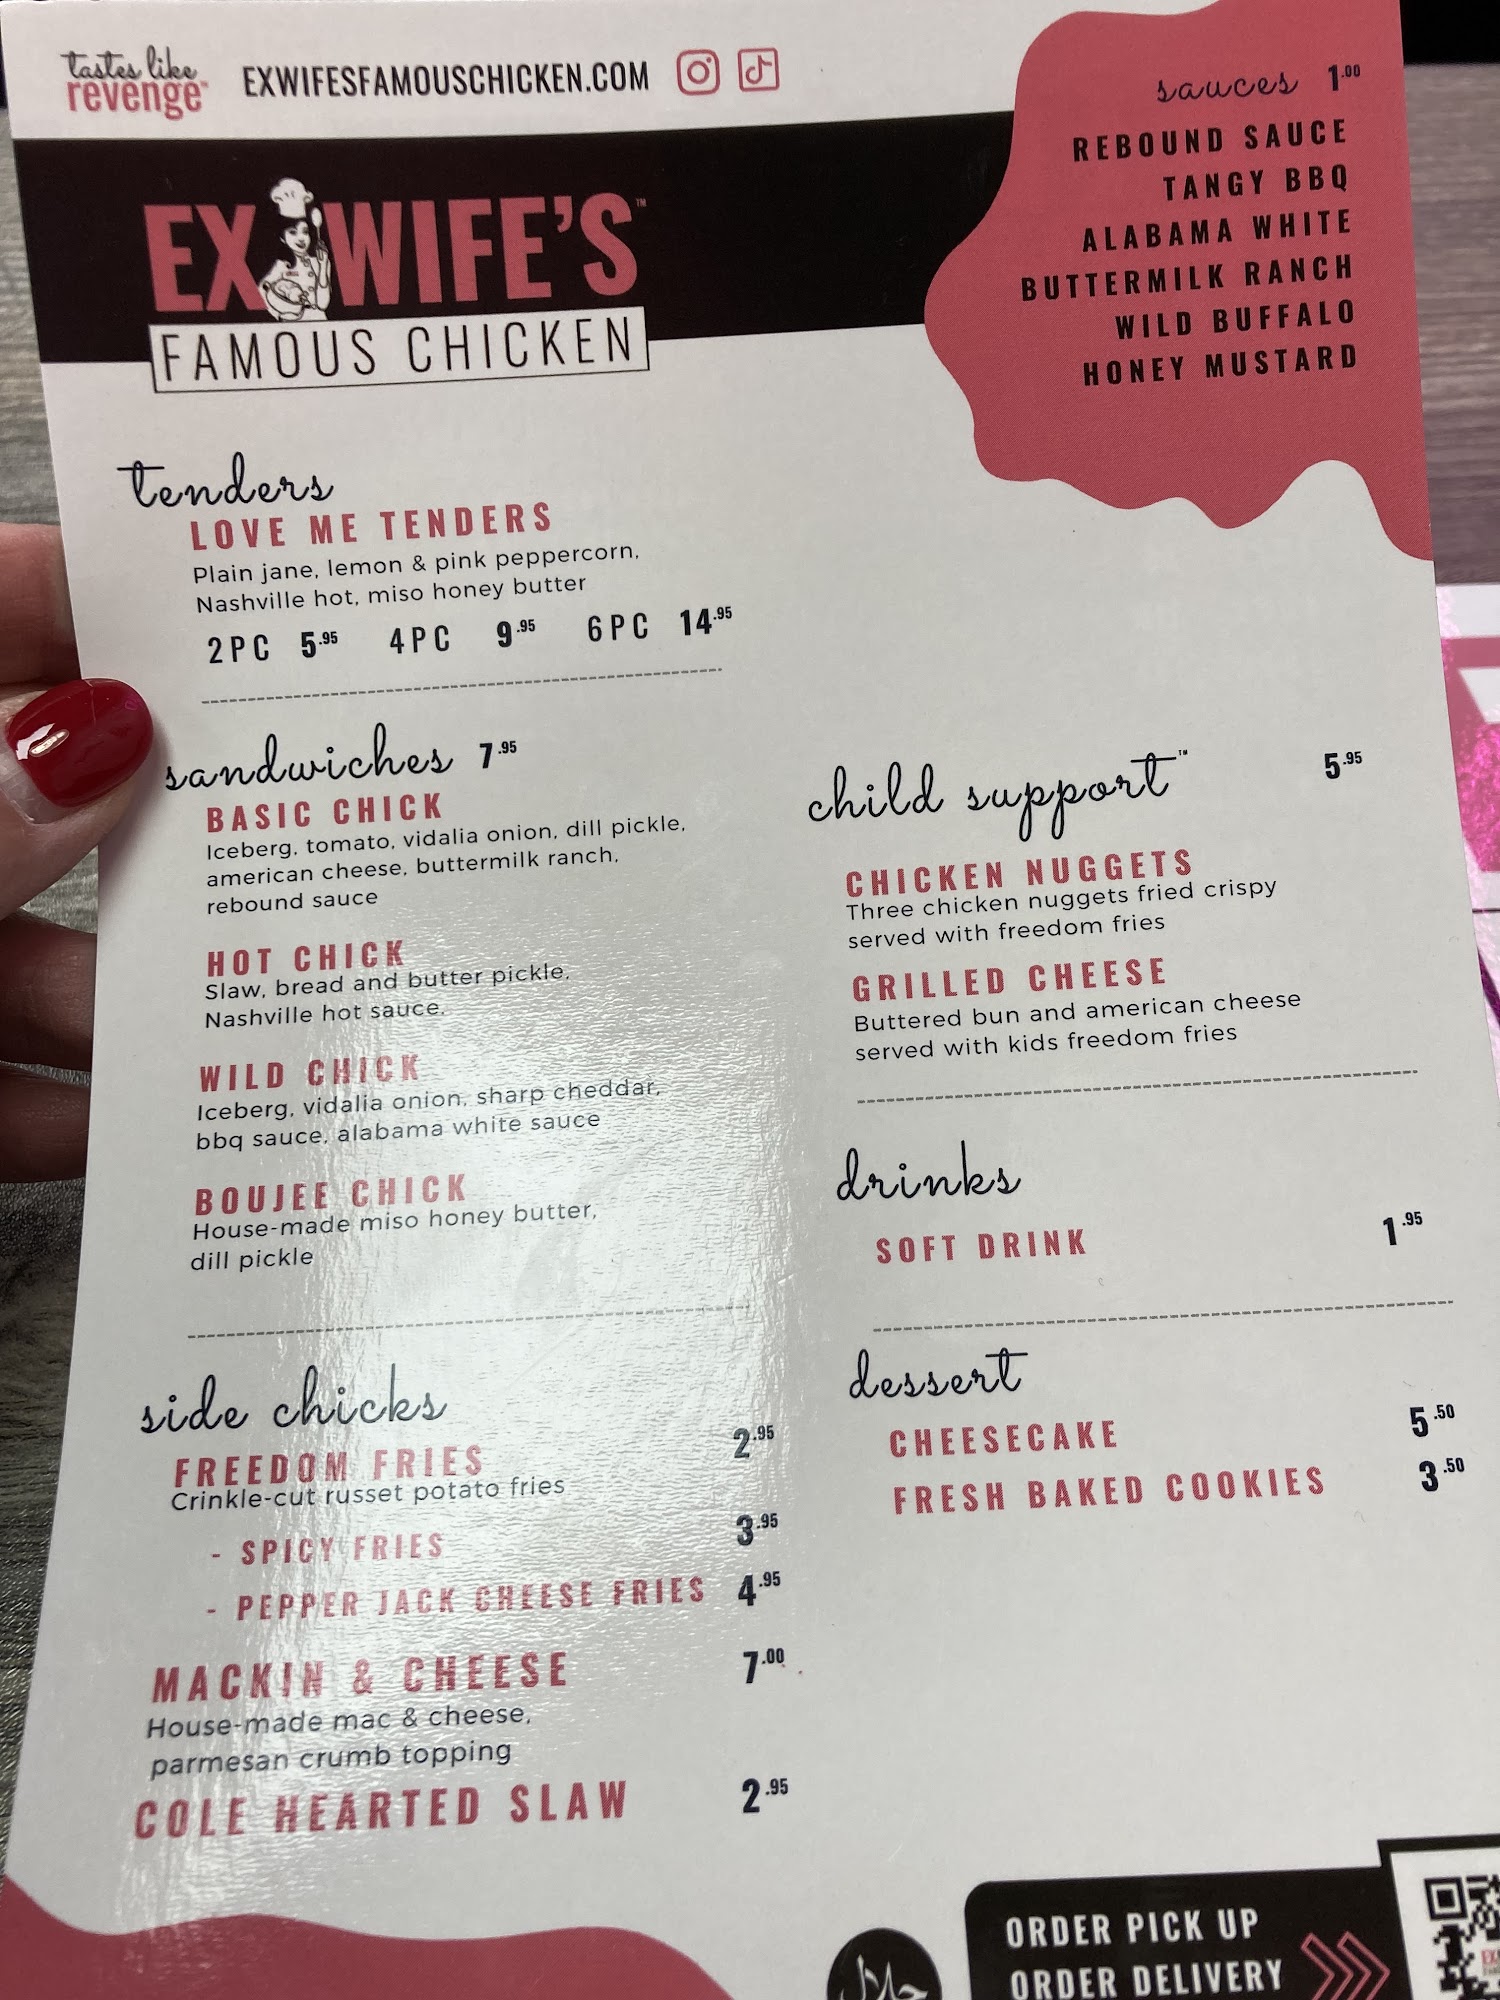 tastes like
revenge™
EXWIFESFAMOUSCHICKEN.COM
EX WIFE'S™
FAMOUS CHICKEN
sauces 1.00
REBOUND SAUCE
TANGY BBQ
ALABAMA WHITE
BUTTERMILK RANCH
WILD BUFFALO
HONEY MUSTARD
tenders
LOVE ME TENDERS
Plain jane, lemon & pink peppercorn,
Nashville hot, miso honey butter
2PC 5.95 4PC 9.95 6PC 14.95
sandwiches 7.95
BASIC CHICK
Iceberg, tomato, vidalia onion, dill pickle,
american cheese, buttermilk ranch,
rebound sauce
HOT CHICK
Slaw, bread and butter pickle,
Nashville hot sauce.
WILD CHICK
Iceberg, vidalia onion, sharp cheddar,
bbq sauce, alabama white sauce
BOUJEE CHICK
House-made miso honey butter,
dill pickle
side chicks
FREEDOM FRIES 2.95
Crinkle-cut russet potato fries
- SPICY FRIES 3.95
- PEPPER JACK CHEESE FRIES 4.95
MACKIN & CHEESE 7.00
House-made mac & cheese,
parmesan crumb topping
COLE HEARTED SLAW 2.95
child support™ 5.95
CHICKEN NUGGETS
Three chicken nuggets fried crispy
served with freedom fries
GRILLED CHEESE
Buttered bun and american cheese
served with kids freedom fries
drinks
SOFT DRINK 1.95
dessert
CHEESECAKE 5.50
FRESH BAKED COOKIES 3.50
حلال
ORDER PICK UP
ORDER DELIVERY